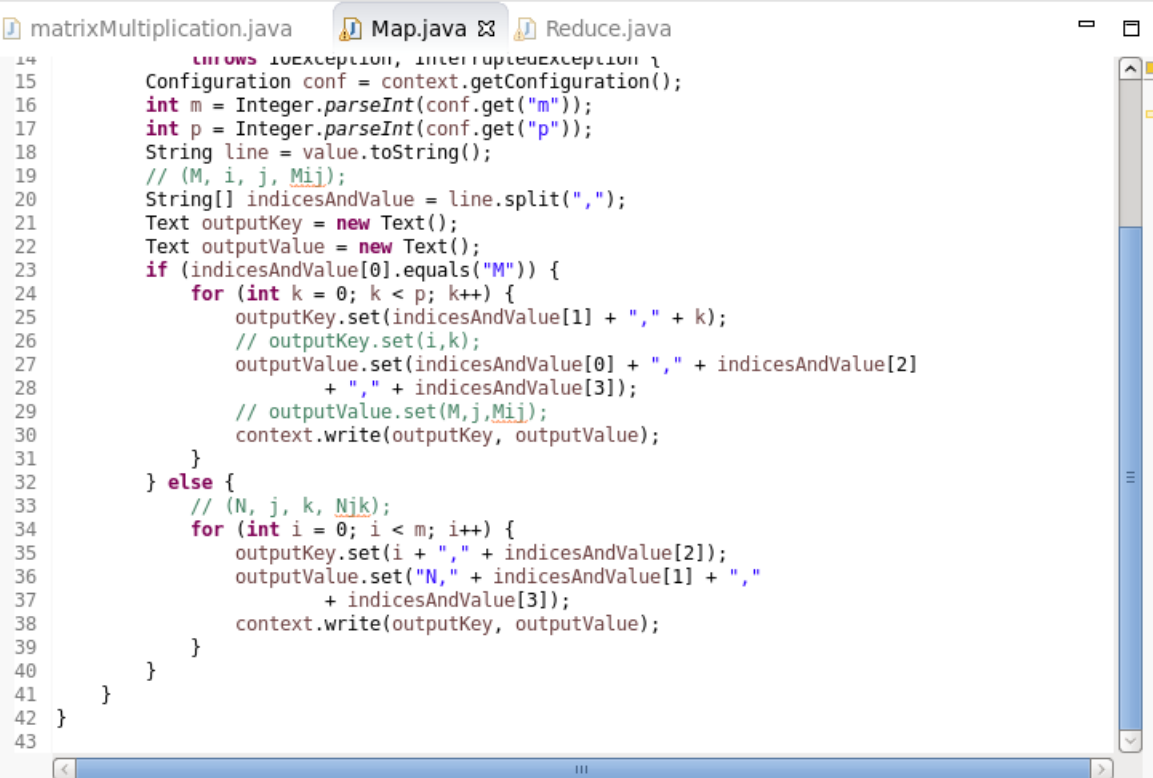 matrixMultiplication.java Map.java Reduce.java
14 throws IOException, InterruptedException {
15 Configuration conf = context.getConfiguration();
16 int m = Integer.parseInt(conf.get("m"));
17 int p = Integer.parseInt(conf.get("p"));
18 String line = value.toString();
19 // (M, i, j, Mij);
20 String[] indicesAndValue = line.split(",");
21 Text outputKey = new Text();
22 Text outputValue = new Text();
23 if (indicesAndValue[0].equals("M")) {
24 for (int k = 0; k < p; k++) {
25 outputKey.set(indicesAndValue[1] + "," + k);
26 // outputKey.set(i,k);
27 outputValue.set(indicesAndValue[0] + "," + indicesAndValue[2]
28 + "," + indicesAndValue[3]);
29 // outputValue.set(M,j,Mij);
30 context.write(outputKey, outputValue);
31 }
32 } else {
33 // (N, j, k, Njk);
34 for (int i = 0; i < m; i++) {
35 outputKey.set(i + "," + indicesAndValue[2]);
36 outputValue.set("N," + indicesAndValue[1] + ","
37 + indicesAndValue[3]);
38 context.write(outputKey, outputValue);
39 }
40 }
41 }
42 }
43